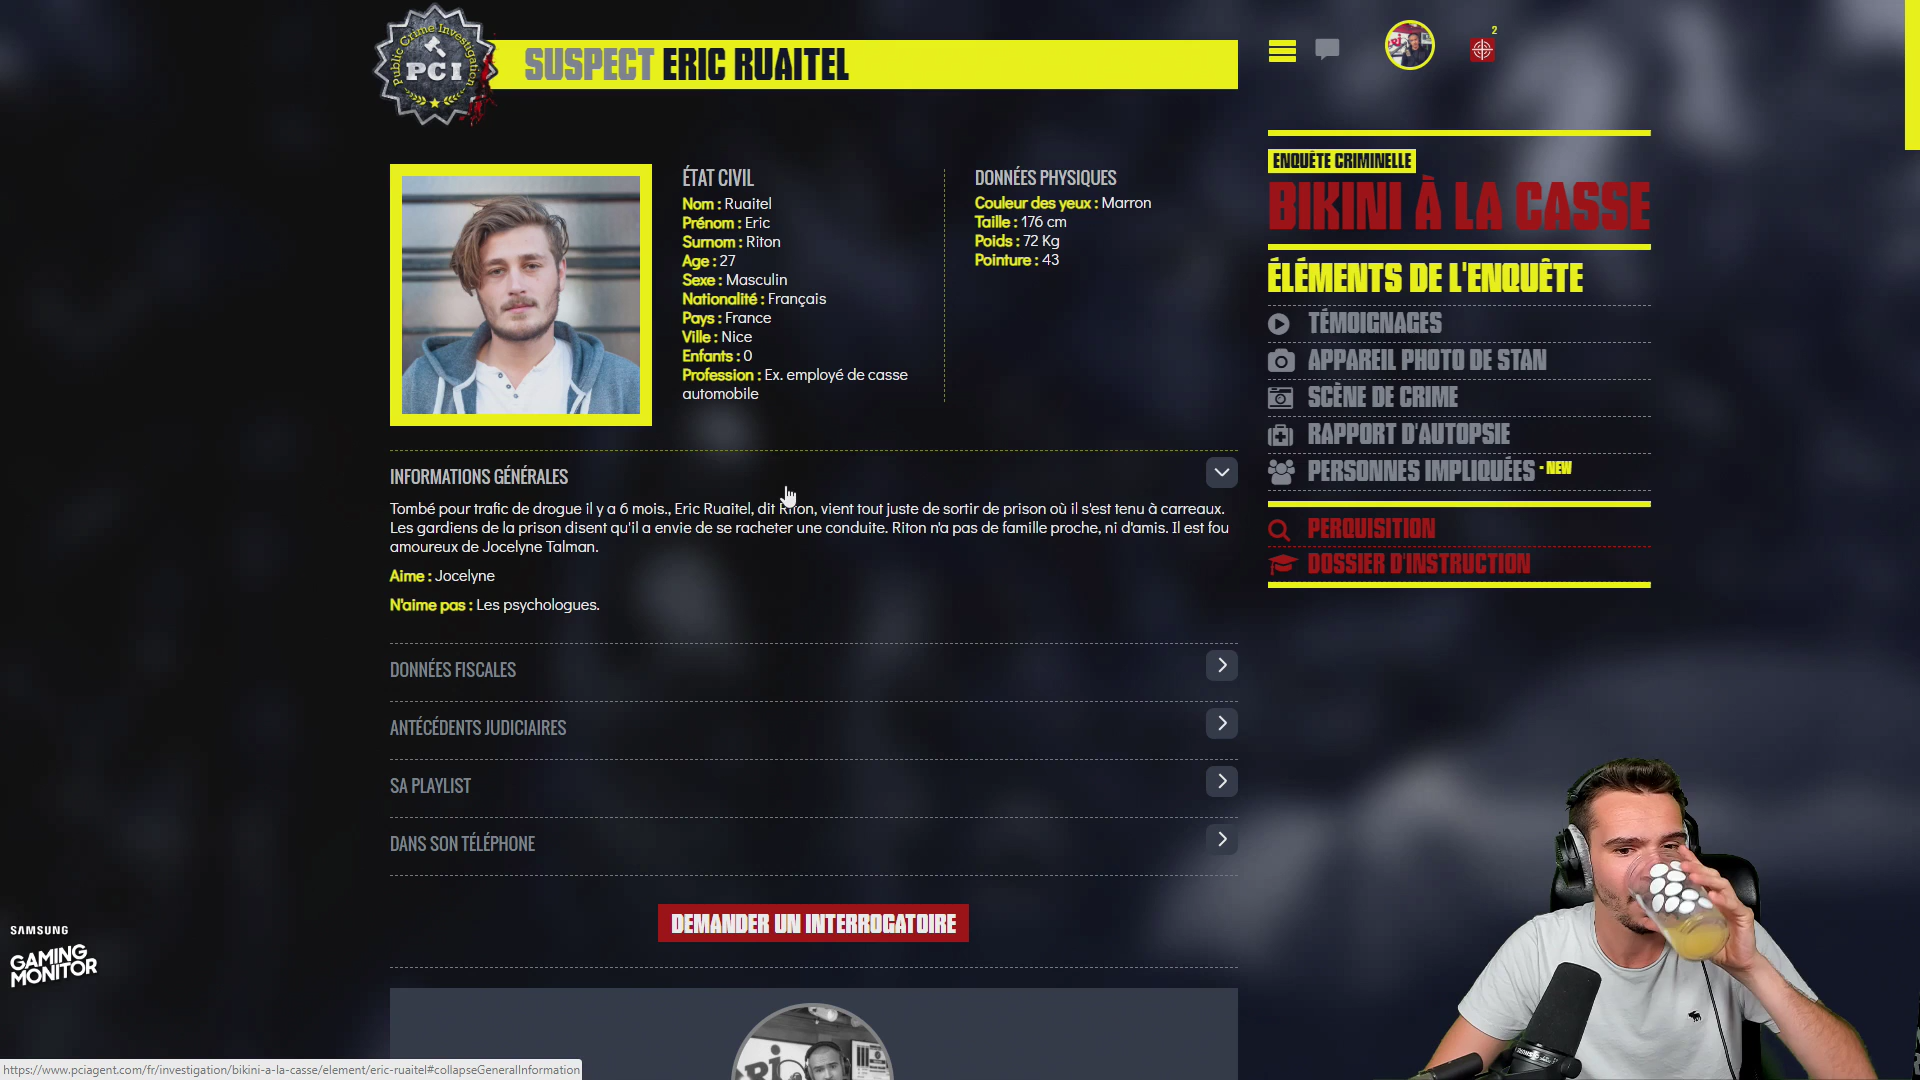 Public Crime Investigation
PCI
SUSPECT ERIC RUAITEL
2
ÉTAT CIVIL
Nom : Ruaitel
Prénom : Eric
Surnom : Riton
Age : 27
Sexe : Masculin
Nationalité : Français
Pays : France
Ville : Nice
Enfants : 0
Profession : Ex. employé de casse
automobile
DONNÉES PHYSIQUES
Couleur des yeux : Marron
Taille : 176 cm
Poids : 72 Kg
Pointure : 43
INFORMATIONS GÉNÉRALES
Tombé pour trafic de drogue il y a 6 mois., Eric Ruaitel, dit Riton, vient tout juste de sortir de prison où il s'est tenu à carreaux.
Les gardiens de la prison disent qu'il a envie de se racheter une conduite. Riton n'a pas de famille proche, ni d'amis. Il est fou
amoureux de Jocelyne Talman.
Aime : Jocelyne
N'aime pas : Les psychologues.
DONNÉES FISCALES
ANTÉCÉDENTS JUDICIAIRES
SA PLAYLIST
DANS SON TÉLÉPHONE
DEMANDER UN INTERROGATOIRE
ENQUÊTE CRIMINELLE
BIKINI À LA CASSE
ÉLÉMENTS DE L'ENQUÊTE
TÉMOIGNAGES
APPAREIL PHOTO DE STAN
SCÈNE DE CRIME
RAPPORT D'AUTOPSIE
PERSONNES IMPLIQUÉES - NEW
PERQUISITION
DOSSIER D'INSTRUCTION
SAMSUNG
GAMING
MONITOR
https://www.pciagent.com/fr/investigation/bikini-a-la-casse/element/eric-ruaitel#collapseGeneralInformation